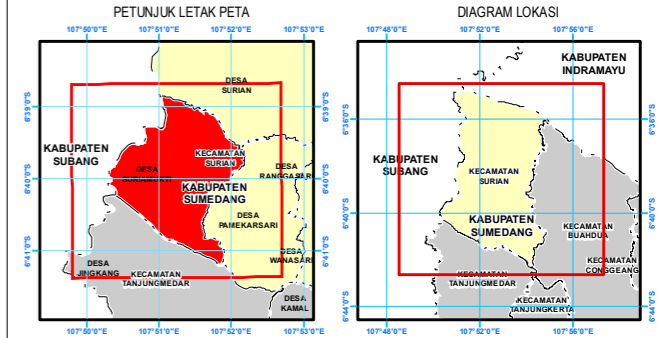 PETUNJUK LETAK PETA
107°50'0"E 107°51'0"E 107°52'0"E 107°53'0"E
6°39'0"S
6°40'0"S
6°41'0"S
DESA
SURIAN
KABUPATEN
SUBANG
KECAMATAN
SURIAN
DESA
SURIAMUKTI
DESA
RANGGASARI
KABUPATEN
SUMEDANG
DESA
PAMEKARSARI
DESA
WANASARI
DESA
JINGKANG
KECAMATAN
TANJUNGMEDAR
DESA
KAMAL
6°39'0"S
6°40'0"S
6°41'0"S
107°50'0"E 107°51'0"E 107°52'0"E 107°53'0"E
DIAGRAM LOKASI
107°48'0"E 107°52'0"E 107°56'0"E
6°36'0"S
6°40'0"S
6°44'0"S
KABUPATEN
INDRAMAYU
KABUPATEN
SUBANG
KECAMATAN
SURIAN
KABUPATEN
SUMEDANG
KECAMATAN
BUAHDUA
KECAMATAN
CONGGEANG
KECAMATAN
TANJUNGMEDAR
KECAMATAN
TANJUNGKERTA
6°36'0"S
6°40'0"S
6°44'0"S
107°48'0"E 107°52'0"E 107°56'0"E